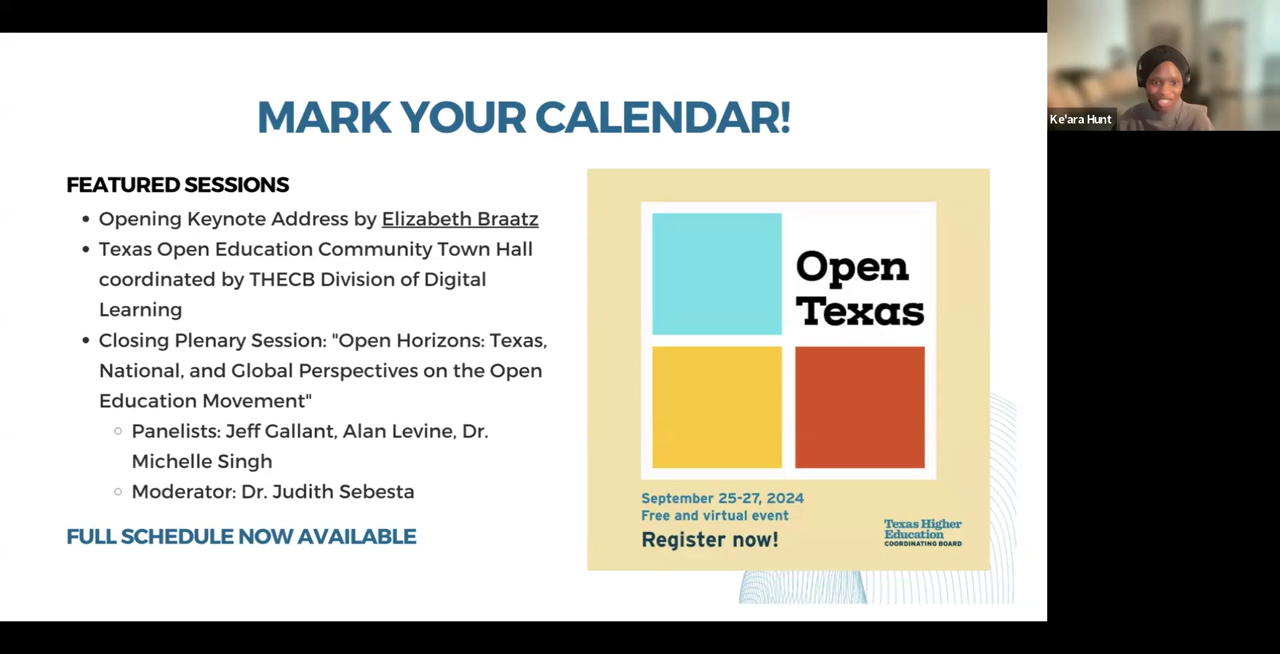 MARK YOUR CALENDAR!
FEATURED SESSIONS
• Opening Keynote Address by Elizabeth Braatz
• Texas Open Education Community Town Hall
coordinated by THECB Division of Digital
Learning
• Closing Plenary Session: "Open Horizons: Texas,
National, and Global Perspectives on the Open
Education Movement"
○ Panelists: Jeff Gallant, Alan Levine, Dr.
Michelle Singh
○ Moderator: Dr. Judith Sebesta
FULL SCHEDULE NOW AVAILABLE
Open
Texas
September 25-27, 2024
Free and virtual event
Register now!
Texas Higher
Education
COORDINATING BOARD
Ke'ara Hunt